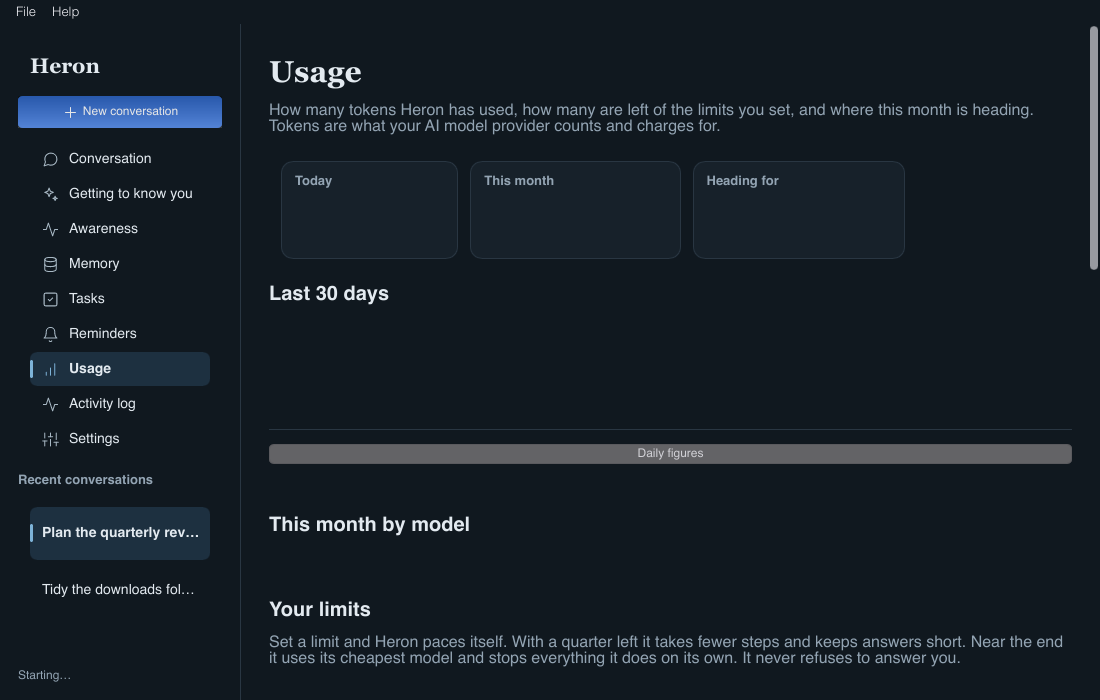 File Help
Heron
New conversation
Conversation
Getting to know you
Awareness
Memory
Tasks
Reminders
Usage
Activity log
Settings
Recent conversations
Plan the quarterly rev…
Tidy the downloads fol…
Starting…
Usage
How many tokens Heron has used, how many are left of the limits you set, and where this month is heading.
Tokens are what your AI model provider counts and charges for.
Today
This month
Heading for
Last 30 days
Daily figures
This month by model
Your limits
Set a limit and Heron paces itself. With a quarter left it takes fewer steps and keeps answers short. Near the end
it uses its cheapest model and stops everything it does on its own. It never refuses to answer you.